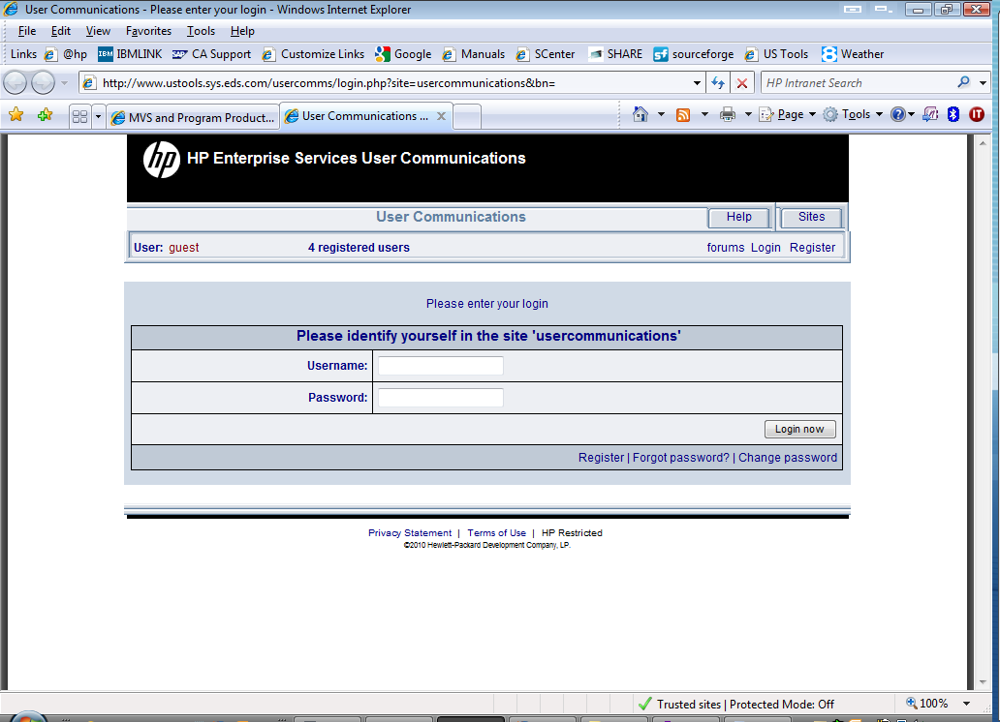 User Communications - Please enter your login - Windows Internet Explorer
File Edit View Favorites Tools Help
Links @hp IBM IBMLINK CA Support Customize Links Google Manuals SCenter SHARE sf sourceforge US Tools Weather
http://www.ustools.sys.eds.com/usercomms/login.php?site=usercommunications&bn= HP Intranet Search
MVS and Program Product... User Communications ... Page Tools IT
hp HP Enterprise Services User Communications
User Communications Help Sites
User: guest 4 registered users forums Login Register
Please enter your login
Please identify yourself in the site 'usercommunications'
Username:
Password:
Login now
Register | Forgot password? | Change password
Privacy Statement | Terms of Use | HP Restricted
©2010 Hewlett-Packard Development Company, LP.
Trusted sites | Protected Mode: Off 100%